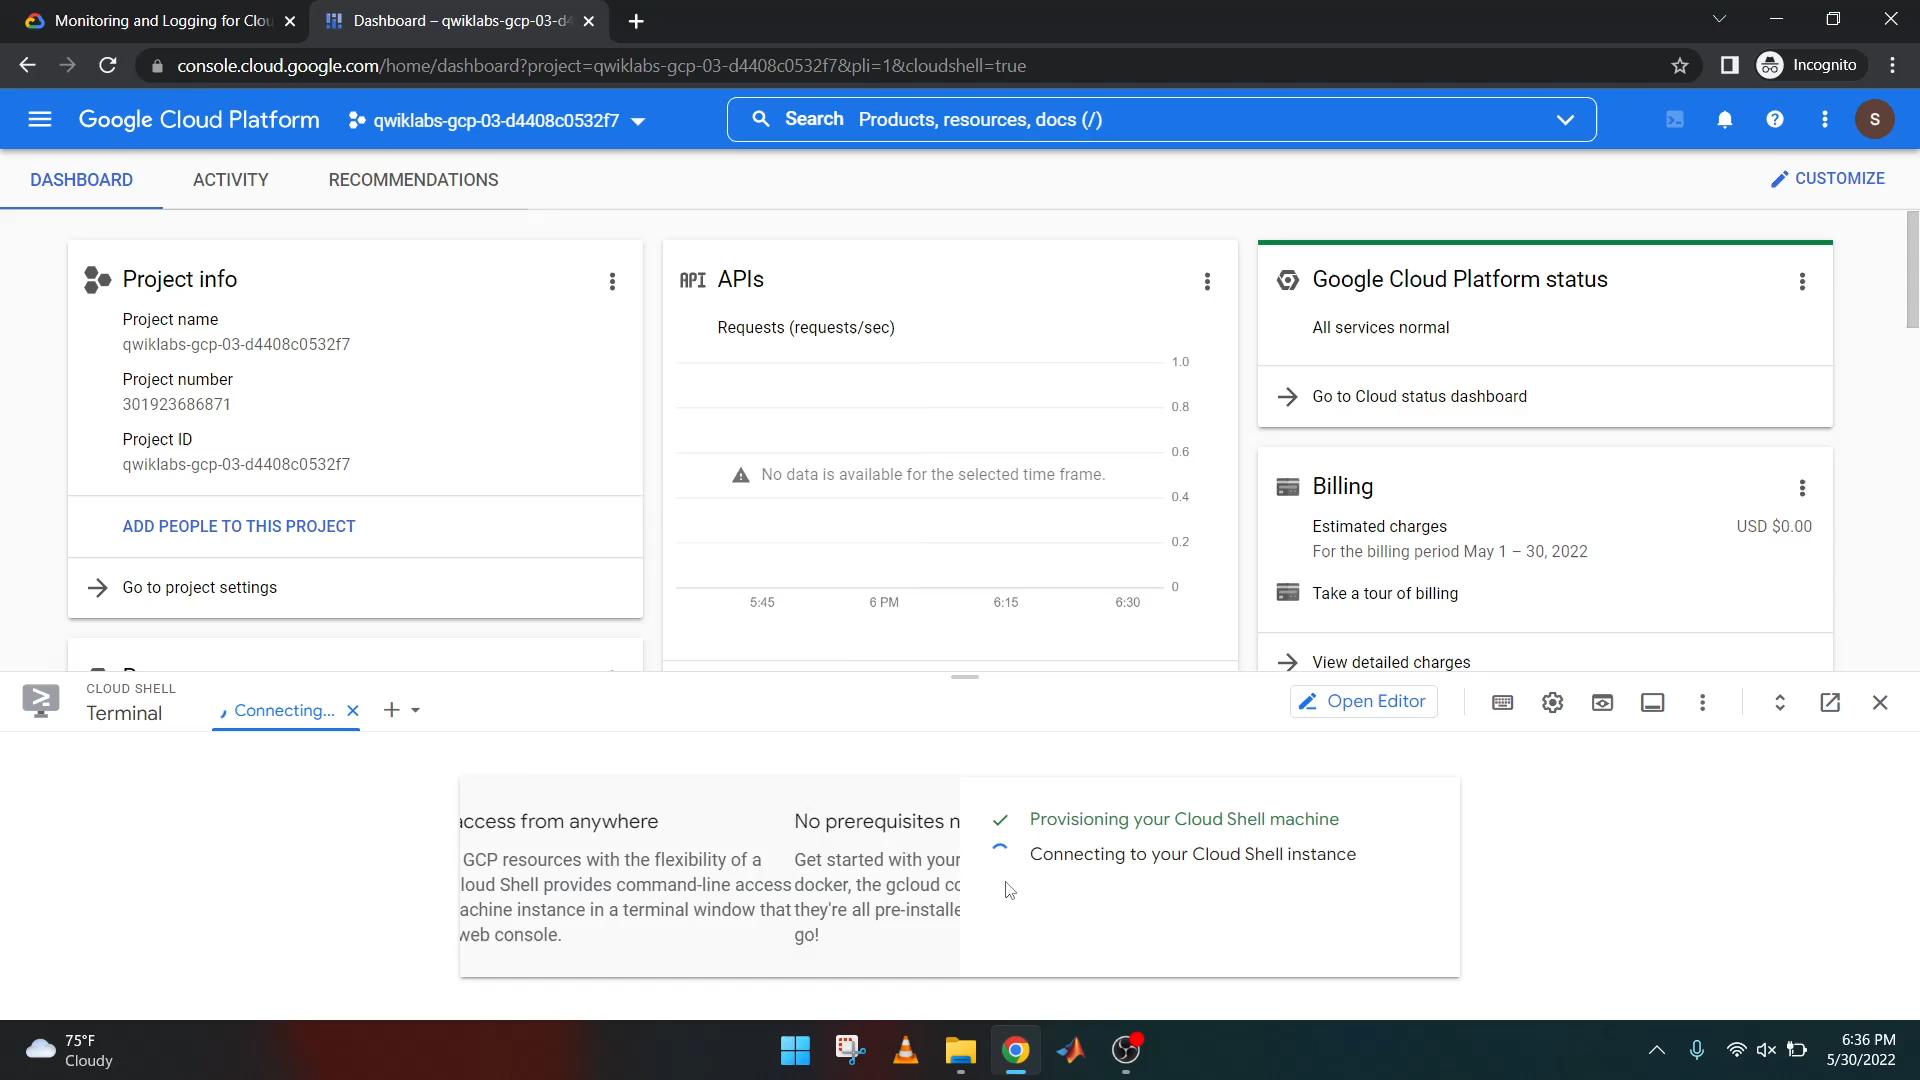 Monitoring and Logging for Clou
Dashboard – qwiklabs-gcp-03-d4
console.cloud.google.com/home/dashboard?project=qwiklabs-gcp-03-d4408c0532f7&pli=1&cloudshell=true
Incognito
Google Cloud Platform
qwiklabs-gcp-03-d4408c0532f7
Search Products, resources, docs (/)
S
DASHBOARD
ACTIVITY
RECOMMENDATIONS
CUSTOMIZE
Project info
Project name
qwiklabs-gcp-03-d4408c0532f7
Project number
301923686871
Project ID
qwiklabs-gcp-03-d4408c0532f7
ADD PEOPLE TO THIS PROJECT
Go to project settings
API APIs
Requests (requests/sec)
1.0
0.8
0.6
No data is available for the selected time frame.
0.4
0.2
0
5:45
6 PM
6:15
6:30
Google Cloud Platform status
All services normal
Go to Cloud status dashboard
Billing
Estimated charges
USD $0.00
For the billing period May 1 – 30, 2022
Take a tour of billing
View detailed charges
CLOUD SHELL
Terminal
Connecting...
Open Editor
access from anywhere
GCP resources with the flexibility of a
loud Shell provides command-line access
achine instance in a terminal window that
web console.
No prerequisites n
Get started with your
docker, the gcloud co
they're all pre-installe
go!
Provisioning your Cloud Shell machine
Connecting to your Cloud Shell instance
75°F
Cloudy
6:36 PM
5/30/2022